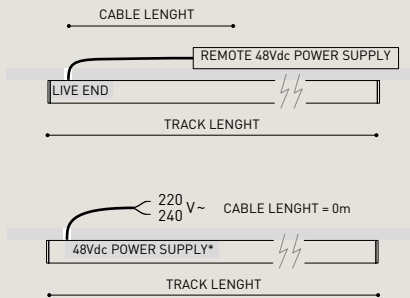 CABLE LENGHT
REMOTE 48Vdc POWER SUPPLY
LIVE END
TRACK LENGHT
220
240 V~ CABLE LENGHT = 0m
48Vdc POWER SUPPLY*
TRACK LENGHT